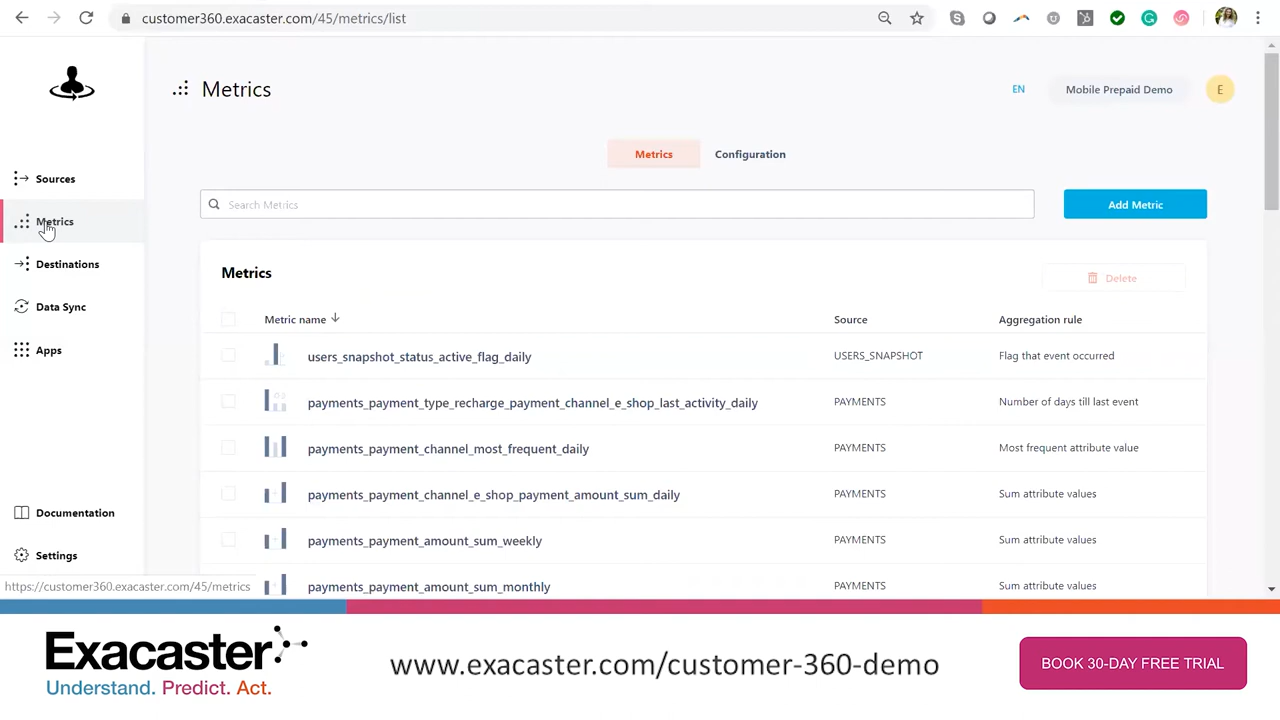 customer360.exacaster.com/45/metrics/list
Metrics
EN
Mobile Prepaid Demo
E
Metrics
Configuration
Sources
Metrics
Destinations
Data Sync
Apps
Documentation
Settings
Search Metrics
Add Metric
Metrics
Delete
Metric name
Source
Aggregation rule
users_snapshot_status_active_flag_daily
USERS_SNAPSHOT
Flag that event occurred
payments_payment_type_recharge_payment_channel_e_shop_last_activity_daily
PAYMENTS
Number of days till last event
payments_payment_channel_most_frequent_daily
PAYMENTS
Most frequent attribute value
payments_payment_channel_e_shop_payment_amount_sum_daily
PAYMENTS
Sum attribute values
payments_payment_amount_sum_weekly
PAYMENTS
Sum attribute values
payments_payment_amount_sum_monthly
PAYMENTS
Sum attribute values
https://customer360.exacaster.com/45/metrics
Exacaster
Understand. Predict. Act.
www.exacaster.com/customer-360-demo
BOOK 30-DAY FREE TRIAL